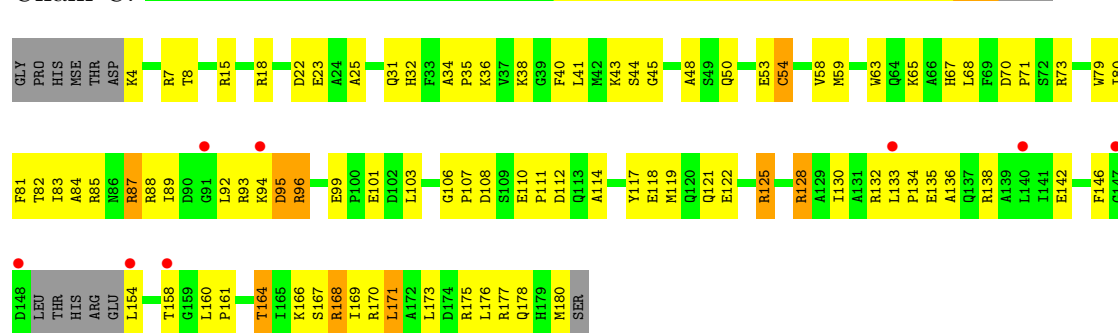 GLY PRO HIS MSE THR ASP K4 R7 T8 R15 R18 D22 E23 A24 A25 Q31 H32 F33 A34 P35 K36 V37 K38 G39 F40 L41 M42 K43 S44 G45 A48 S49 Q50 E53 C54 V58 M59 W63 Q64 K65 A66 H67 L68 F69 D70 P71 S72 R73 W79
F81 T82 I83 A84 R85 N86 R87 R88 I89 D90 G91 L92 R93 K94 D95 R96 E99 P100 E101 D102 L103 G106 P107 D108 S109 E110 P111 D112 Q113 A114 Y117 E118 M119 Q120 Q121 E122 R125 R128 A129 I130 A131 R132 L133 P134 E135 A136 Q137 R138 A139 L140 I141 E142 F146
D148 LEU THR HIS ARG GLU L154 T158 G159 L160 P161 T164 I165 K166 S167 R168 I169 R170 L171 A172 L173 D174 R175 L176 R177 Q178 H179 M180 SER